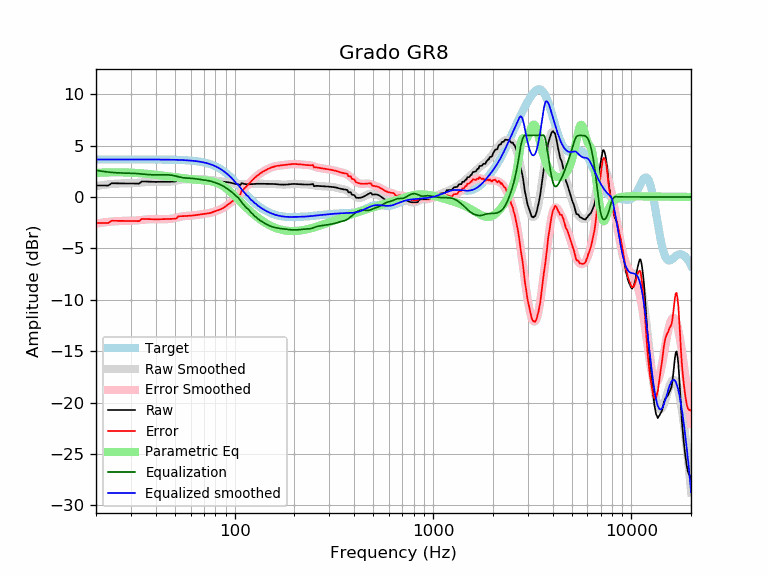 Grado GR8
Amplitude (dBr)
10
5
0
−5
−10
−15
−20
−25
−30
Target
Raw Smoothed
Error Smoothed
Raw
Error
Parametric Eq
Equalization
Equalized smoothed
100 1000 10000
Frequency (Hz)